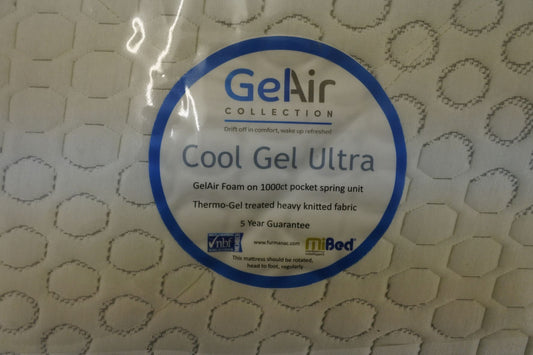 GelAir
COLLECTION
Drift off in comfort, wake up refreshed
Cool Gel Ultra
GelAir Foam on 1000ct pocket spring unit
Thermo-Gel treated heavy knitted fabric
5 Year Guarantee
nbf www.furmanac.com MiBed
This mattress should be rotated,
head to foot, regularly